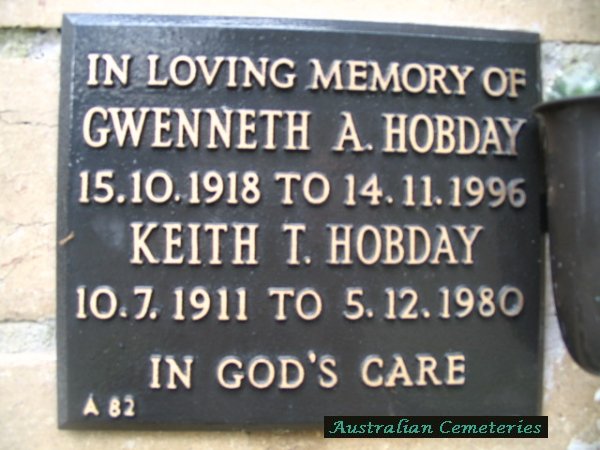 IN LOVING MEMORY OF
GWENNETH A. HOBDAY
15.10.1918 TO 14.11.1996
KEITH T. HOBDAY
10.7.1911 TO 5.12.1980
IN GOD'S CARE
A 82
Australian Cemeteries